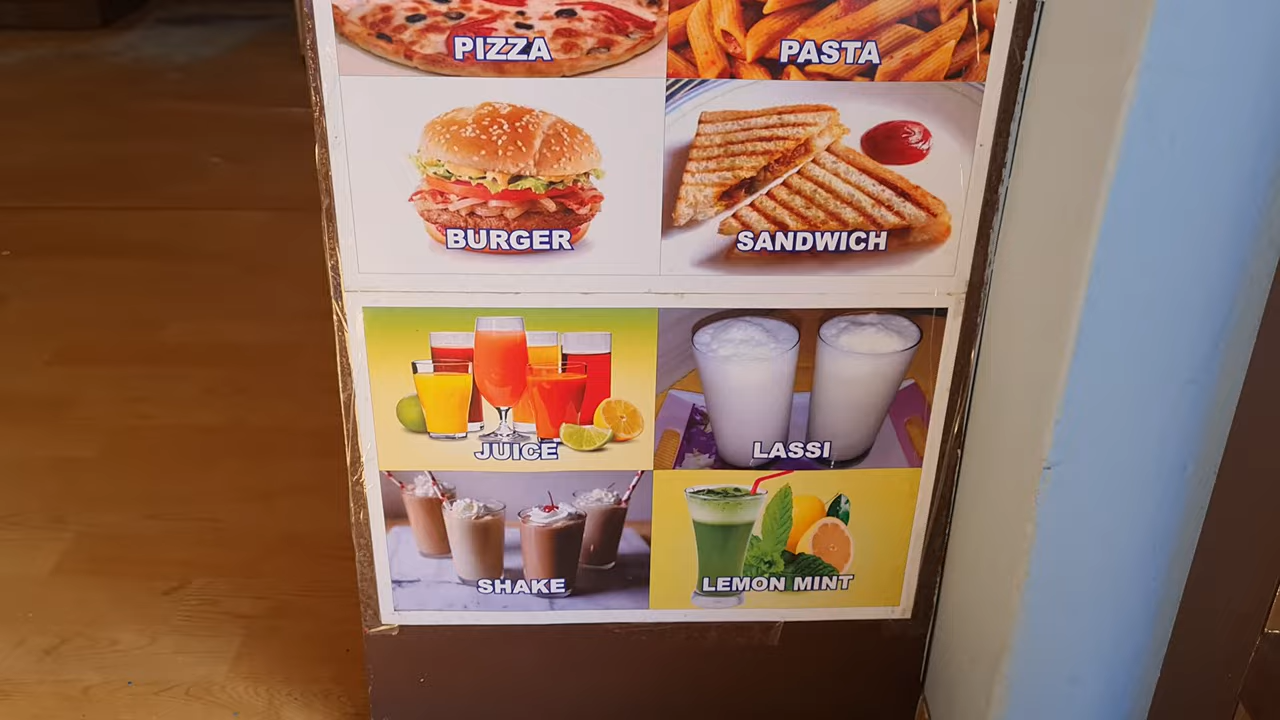 PIZZA
PASTA
BURGER
SANDWICH
JUICE
LASSI
SHAKE
LEMON MINT